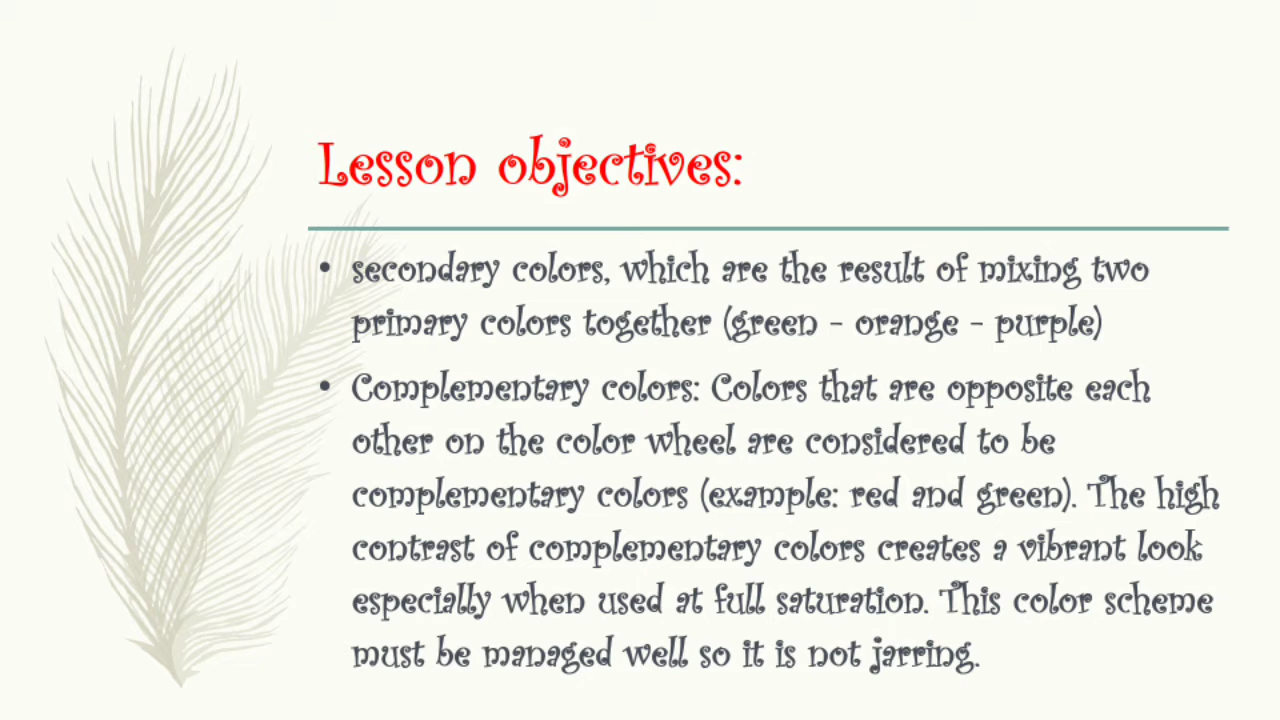 Lesson objectives:
• secondary colors, which are the result of mixing two
primary colors together (green - orange - purple)
• Complementary colors: Colors that are opposite each
other on the color wheel are considered to be
complementary colors (example: red and green). The high
contrast of complementary colors creates a vibrant look
especially when used at full saturation. This color scheme
must be managed well so it is not jarring.